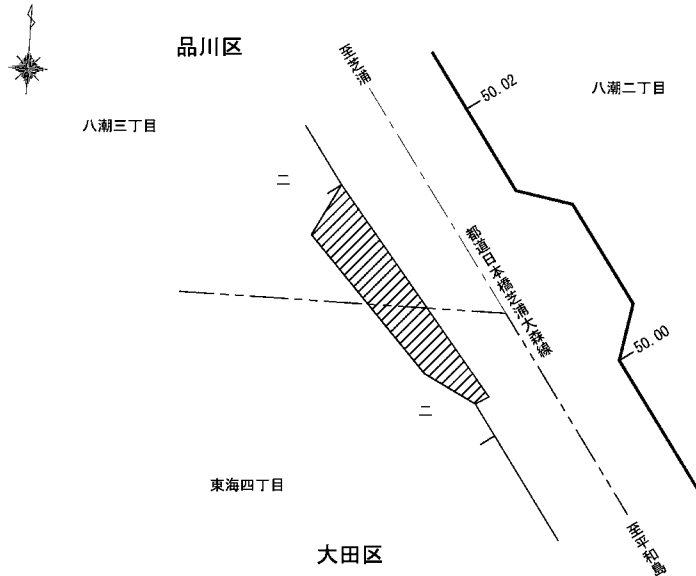 品川区
至芝浦
50.02
八潮二丁目
八潮三丁目
二
都道日本橋芝浦大森線
50.00
二
東海四丁目
至平和島
大田区